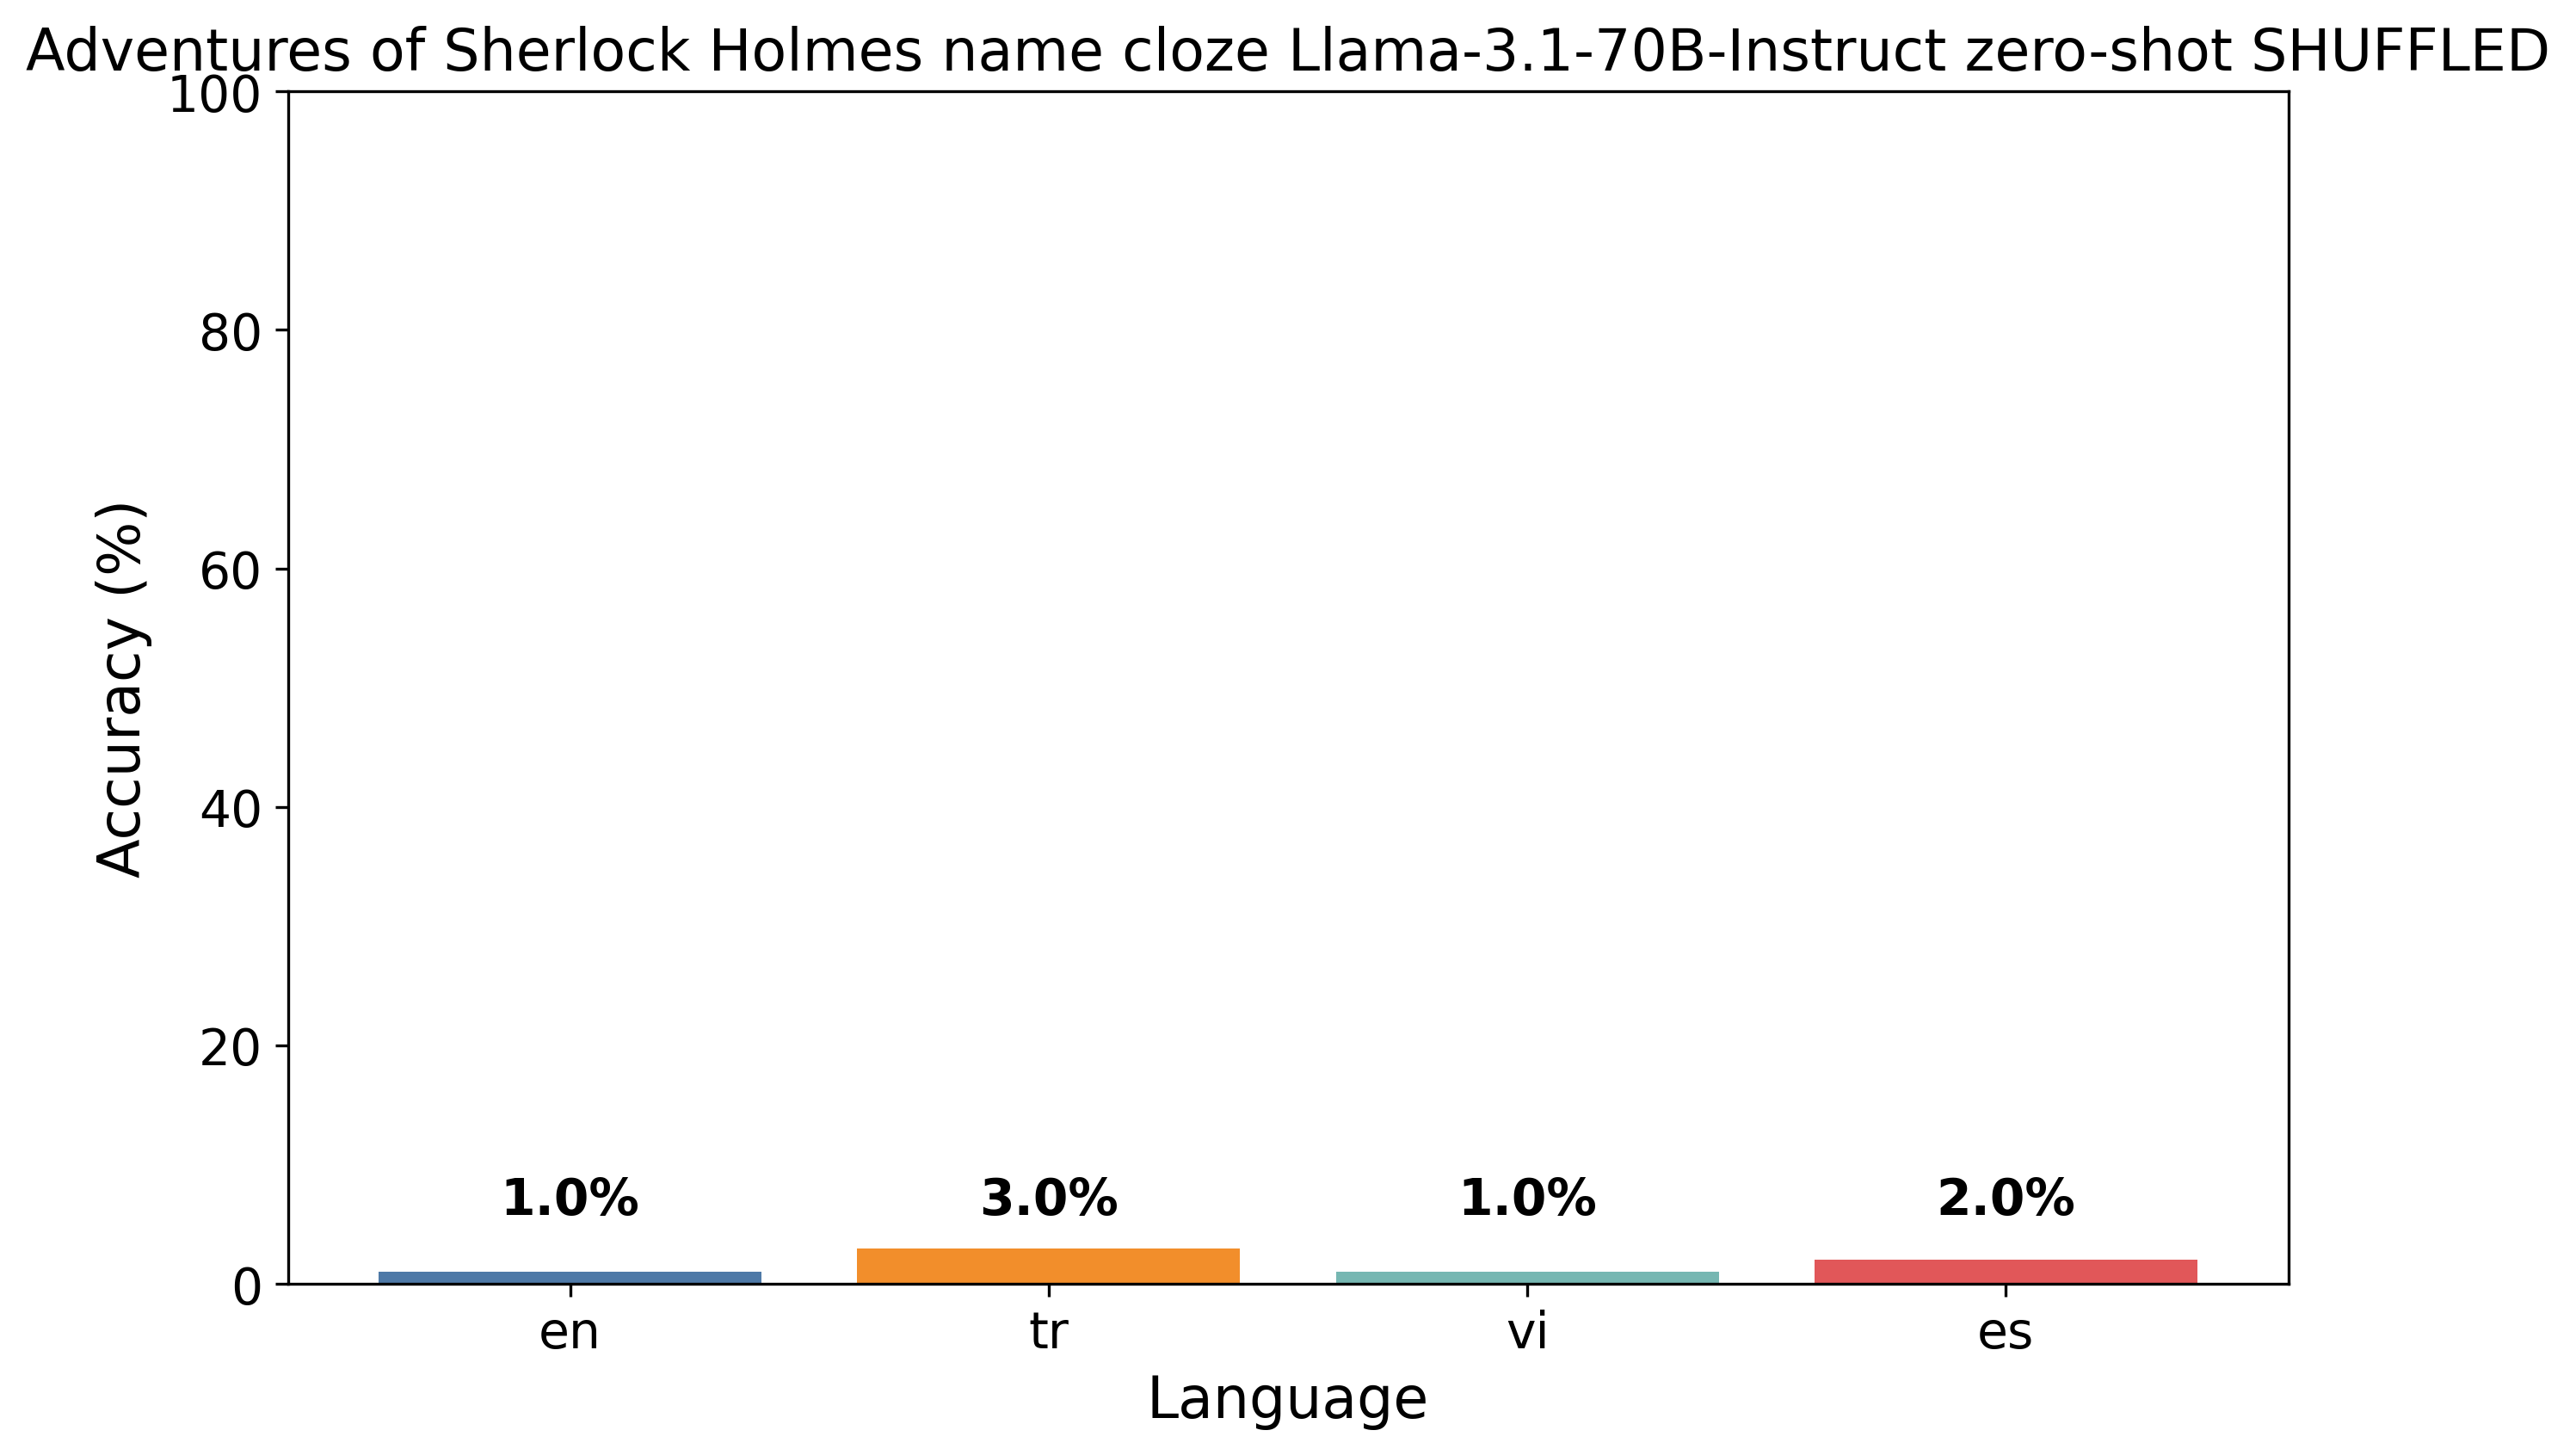 Adventures of Sherlock Holmes name cloze Llama-3.1-70B-Instruct zero-shot SHUFFLED
100
80
60
40
20
0
Accuracy (%)
1.0%
3.0%
1.0%
2.0%
en
tr
vi
es
Language